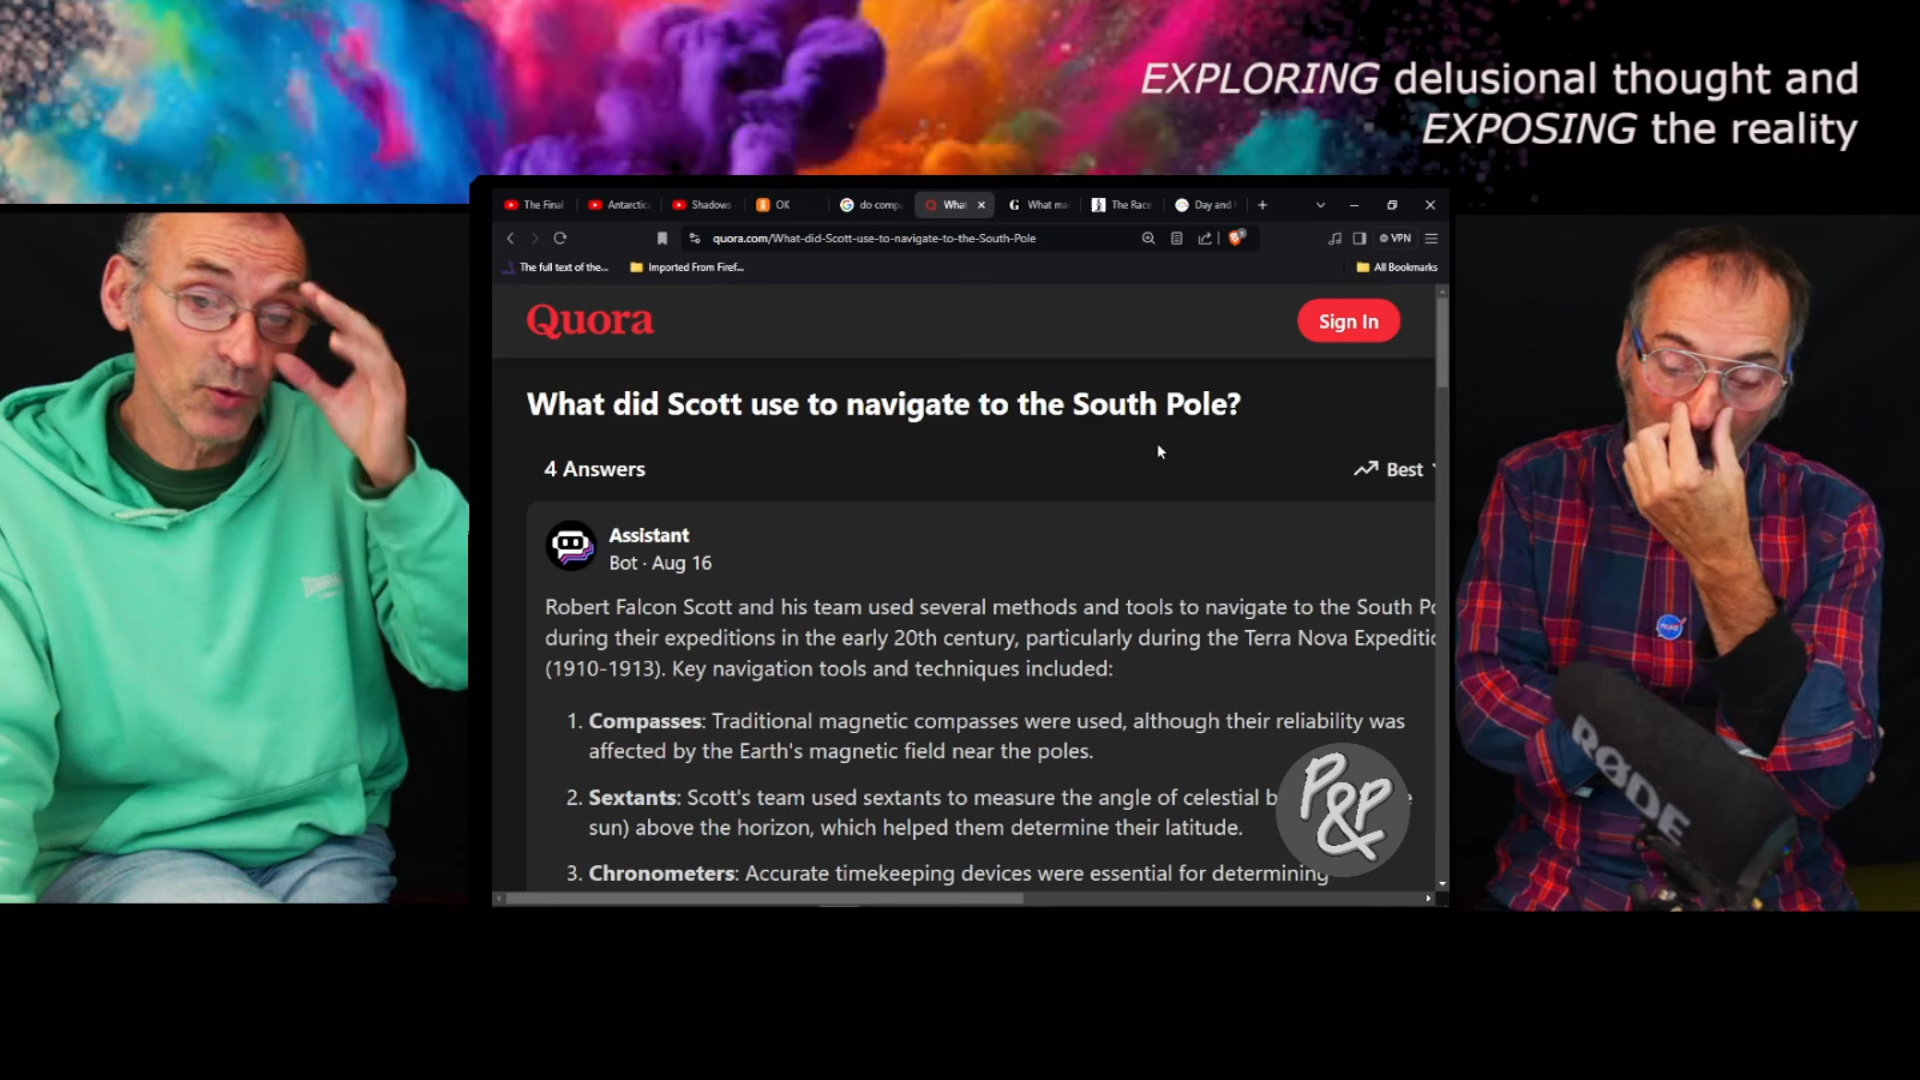 EXPLORING delusional thought and
EXPOSING the reality
The Final
Antarctic
Shadows
OK
do comp
What
What ma
The Race
Day and
quora.com/What-did-Scott-use-to-navigate-to-the-South-Pole
VPN
The full text of the...
Imported From Firef...
All Bookmarks
Quora
Sign In
What did Scott use to navigate to the South Pole?
4 Answers
Best
Assistant
Bot · Aug 16
Robert Falcon Scott and his team used several methods and tools to navigate to the South Po
during their expeditions in the early 20th century, particularly during the Terra Nova Expeditio
(1910-1913). Key navigation tools and techniques included:
1. Compasses: Traditional magnetic compasses were used, although their reliability was
affected by the Earth's magnetic field near the poles.
2. Sextants: Scott's team used sextants to measure the angle of celestial b
sun) above the horizon, which helped them determine their latitude.
3. Chronometers: Accurate timekeeping devices were essential for determining
P&P
RØDE